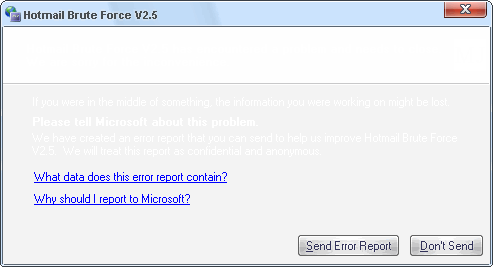 Hotmail Brute Force V2.5
If you were in the middle of something, the information you were working on might be lost.
Please tell Microsoft about this problem.
We have created an error report that you can send to help us improve Hotmail Brute Force
V2.5. We will treat this report as confidential and anonymous.
What data does this error report contain?
Why should I report to Microsoft?
Send Error Report
Don't Send